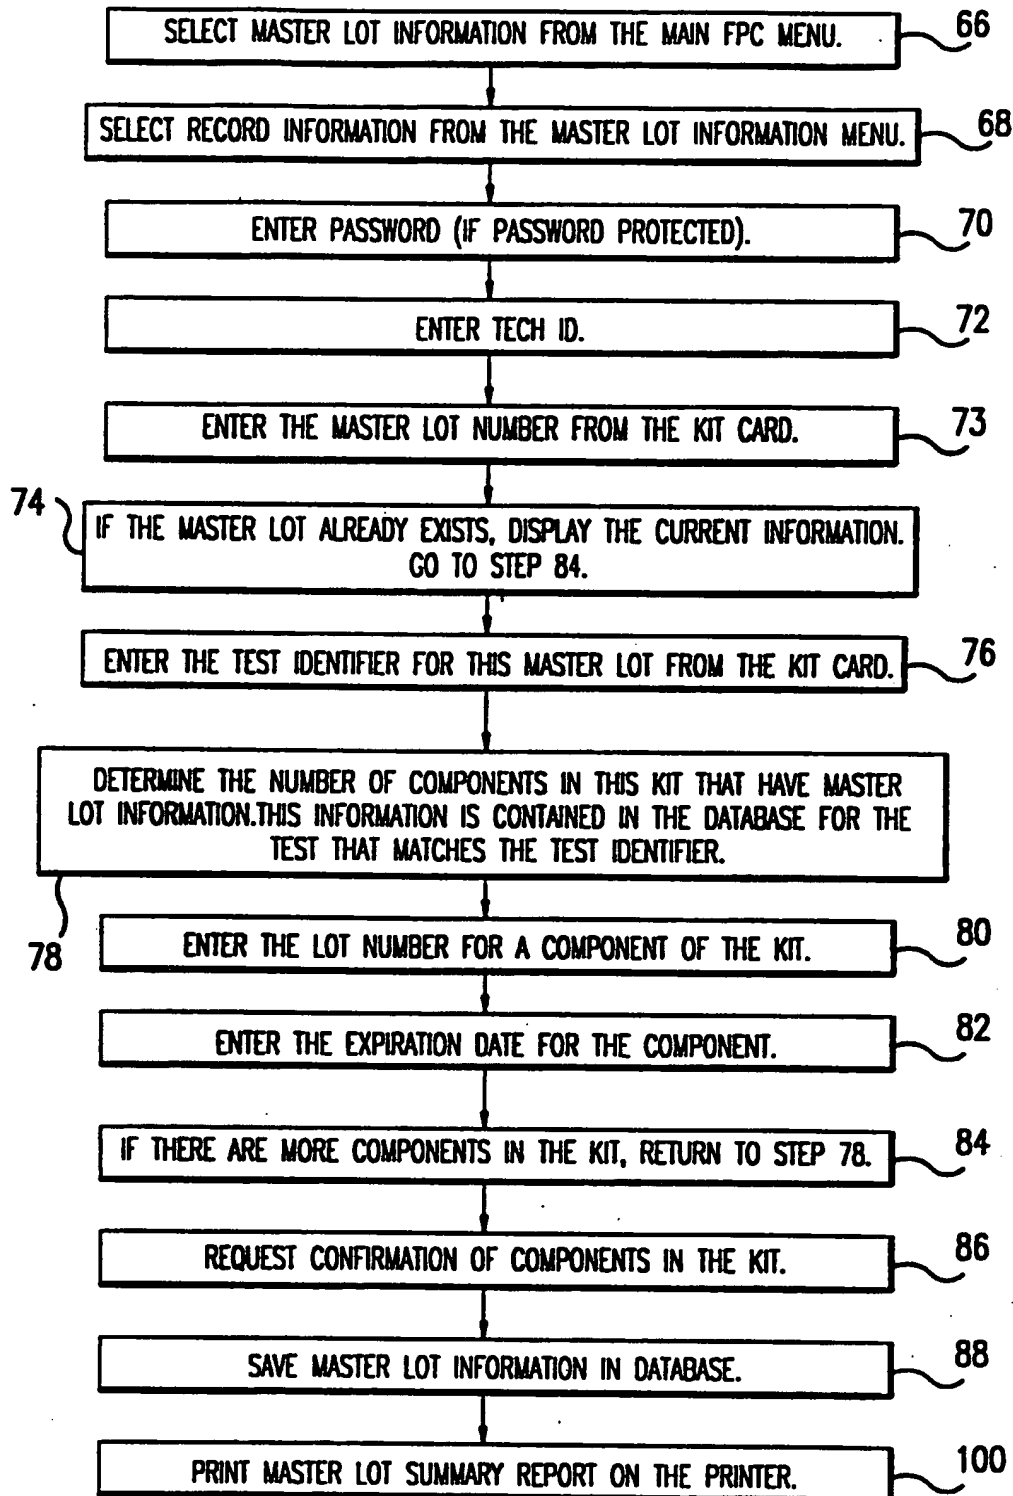 SELECT MASTER LOT INFORMATION FROM THE MAIN FPC MENU.
66
SELECT RECORD INFORMATION FROM THE MASTER LOT INFORMATION MENU.
68
ENTER PASSWORD (IF PASSWORD PROTECTED).
70
ENTER TECH ID.
72
ENTER THE MASTER LOT NUMBER FROM THE KIT CARD.
73
74
IF THE MASTER LOT ALREADY EXISTS, DISPLAY THE CURRENT INFORMATION.
GO TO STEP 84.
ENTER THE TEST IDENTIFIER FOR THIS MASTER LOT FROM THE KIT CARD.
76
DETERMINE THE NUMBER OF COMPONENTS IN THIS KIT THAT HAVE MASTER
LOT INFORMATION.THIS INFORMATION IS CONTAINED IN THE DATABASE FOR THE
TEST THAT MATCHES THE TEST IDENTIFIER.
78
ENTER THE LOT NUMBER FOR A COMPONENT OF THE KIT.
80
ENTER THE EXPIRATION DATE FOR THE COMPONENT.
82
IF THERE ARE MORE COMPONENTS IN THE KIT, RETURN TO STEP 78.
84
REQUEST CONFIRMATION OF COMPONENTS IN THE KIT.
86
SAVE MASTER LOT INFORMATION IN DATABASE.
88
PRINT MASTER LOT SUMMARY REPORT ON THE PRINTER.
100